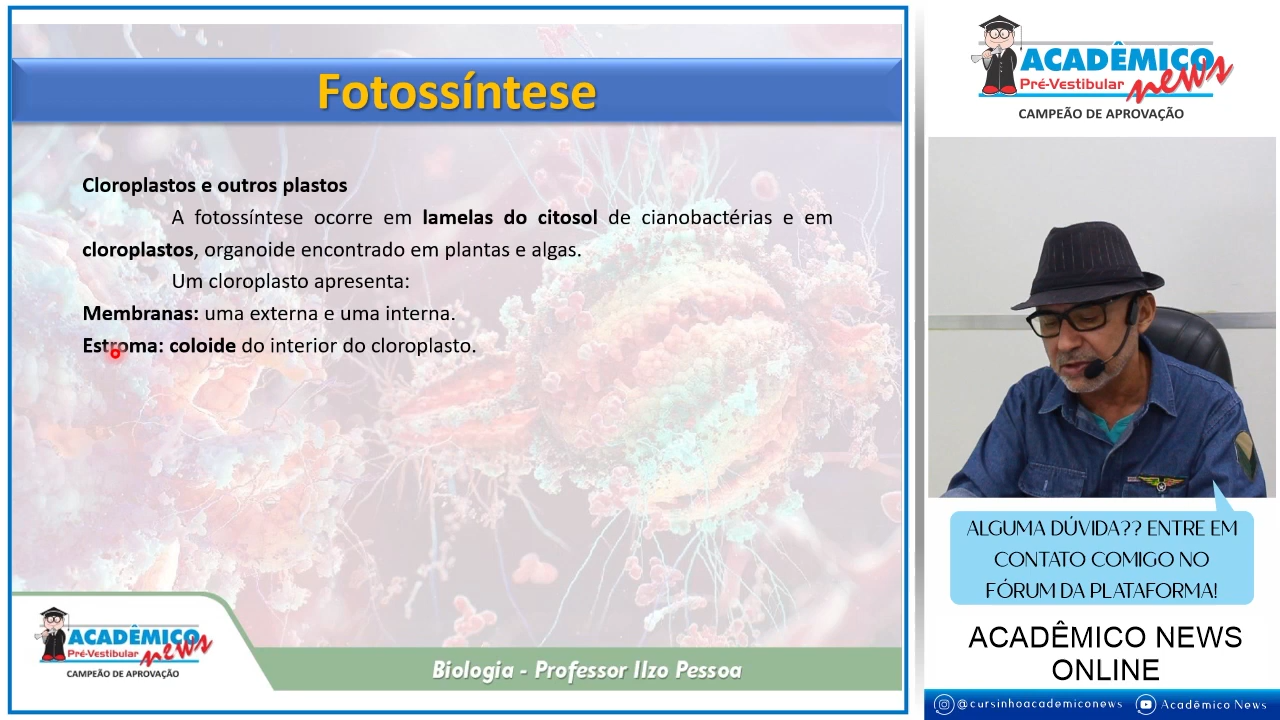 Fotossíntese
Cloroplastos e outros plastos
A fotossíntese ocorre em lamelas do citosol de cianobactérias e em
cloroplastos, organoide encontrado em plantas e algas.
Um cloroplasto apresenta:
Membranas: uma externa e uma interna.
Estroma: coloide do interior do cloroplasto.
ACADÊMICO
Pré-Vestibular news
CAMPEÃO DE APROVAÇÃO
Biologia - Professor Ilzo Pessoa
ACADÊMICO
Pré-Vestibular news
CAMPEÃO DE APROVAÇÃO
ALGUMA DÚVIDA?? ENTRE EM
CONTATO COMIGO NO
FÓRUM DA PLATAFORMA!
ACADÊMICO NEWS
ONLINE
@cursinhoacademiconews Acadêmico News